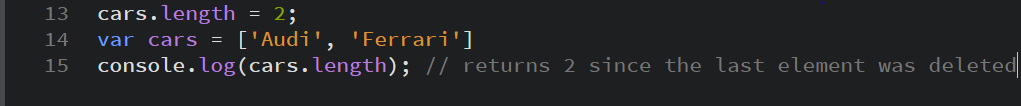 13 cars.length = 2;
14 var cars = ['Audi', 'Ferrari']
15 console.log(cars.length); // returns 2 since the last element was deleted